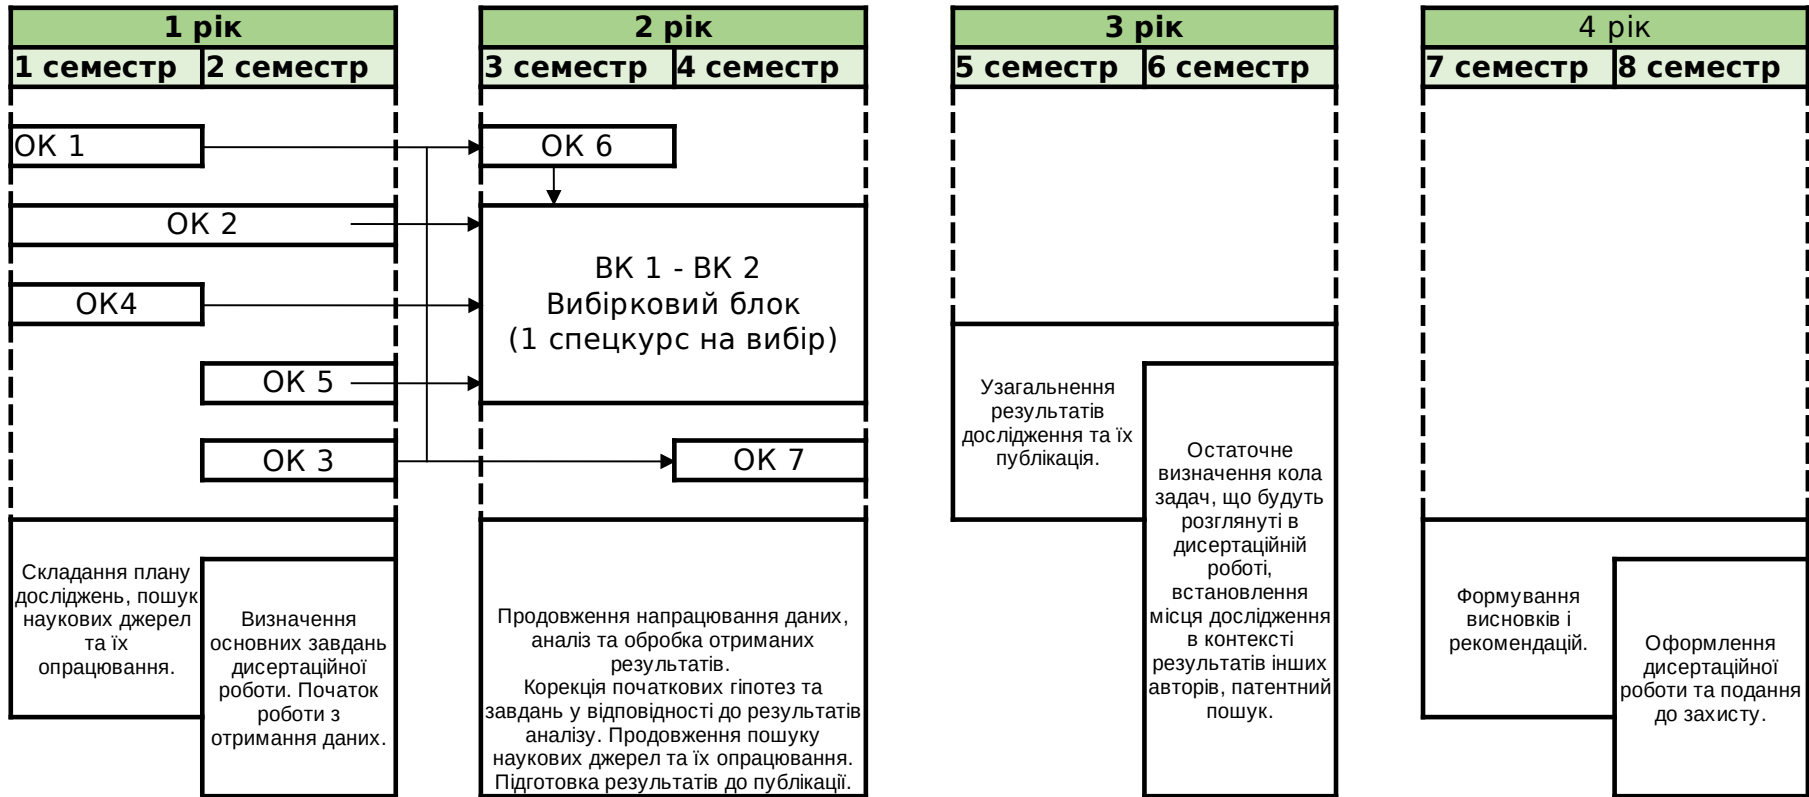 1 рік
2 рік
3 рік
4 рік
1 семестр
2 семестр
3 семестр
4 семестр
5 семестр
6 семестр
7 семестр
8 семестр
ОК 1
ОК 6
ОК 2
ВК 1 - ВК 2
Вибірковий блок
(1 спецкурс на вибір)
ОК4
ОК 5
ОК 3
ОК 7
Складання плану
досліджень, пошук
наукових джерел
та їх
опрацювання.
Визначення
основних завдань
дисертаційної
роботи. Початок
роботи з
отримання даних.
Продовження напрацювання даних,
аналіз та обробка отриманих
результатів.
Корекція початкових гіпотез та
завдань у відповідності до результатів
аналізу. Продовження пошуку
наукових джерел та їх опрацювання.
Підготовка результатів до публікації.
Узагальнення
результатів
дослідження та їх
публікація.
Остаточне
визначення кола
задач, що будуть
розглянуті в
дисертаційній
роботі,
встановлення
місця дослідження
в контексті
результатів інших
авторів, патентний
пошук.
Формування
висновків і
рекомендацій.
Оформлення
дисертаційної
роботи та подання
до захисту.